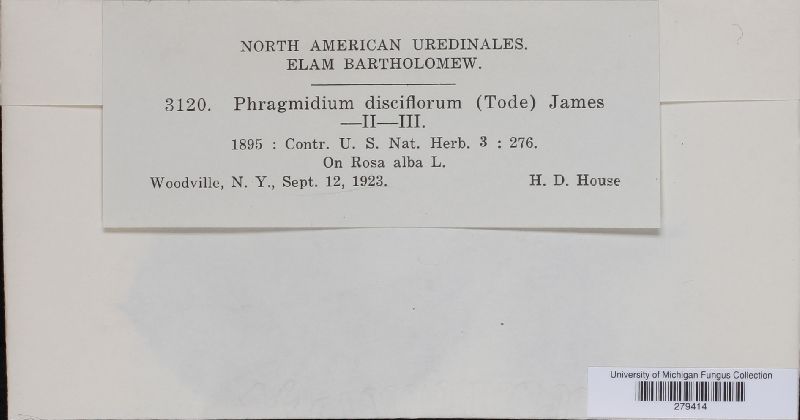 NORTH AMERICAN UREDINALES.
ELAM BARTHOLOMEW.
3120. Phragmidium disciflorum (Tode) James
—II—III.
1895 : Contr. U. S. Nat. Herb. 3 : 276.
On Rosa alba L.
Woodville, N. Y., Sept. 12, 1923. H. D. House
University of Michigan Fungus Collection
279414